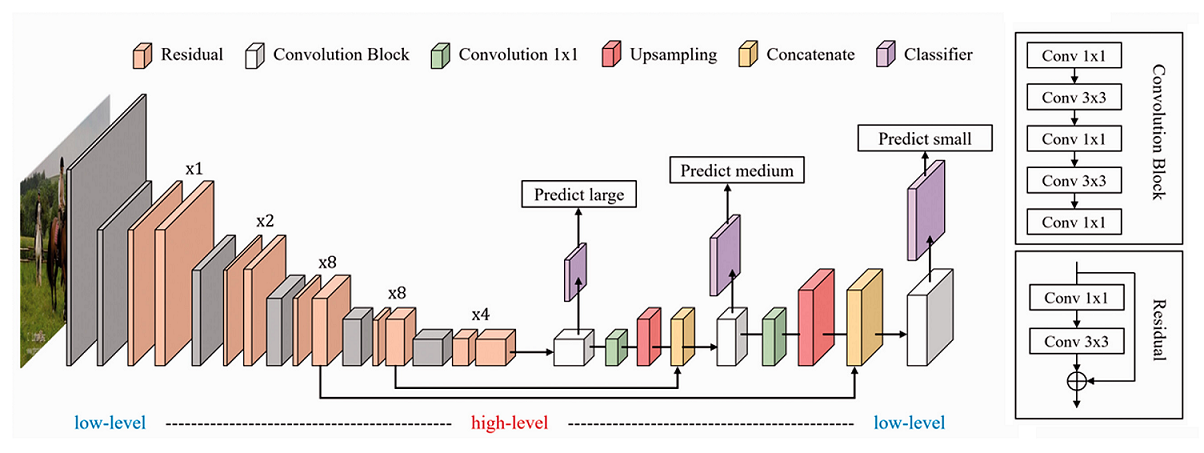 Residual
Convolution Block
Convolution 1x1
Upsampling
Concatenate
Classifier
x1
x2
x8
x8
x4
Predict large
Predict medium
Predict small
low-level
high-level
low-level
Conv 1x1
Conv 3x3
Conv 1x1
Conv 3x3
Conv 1x1
Convolution Block
Conv 1x1
Conv 3x3
Residual